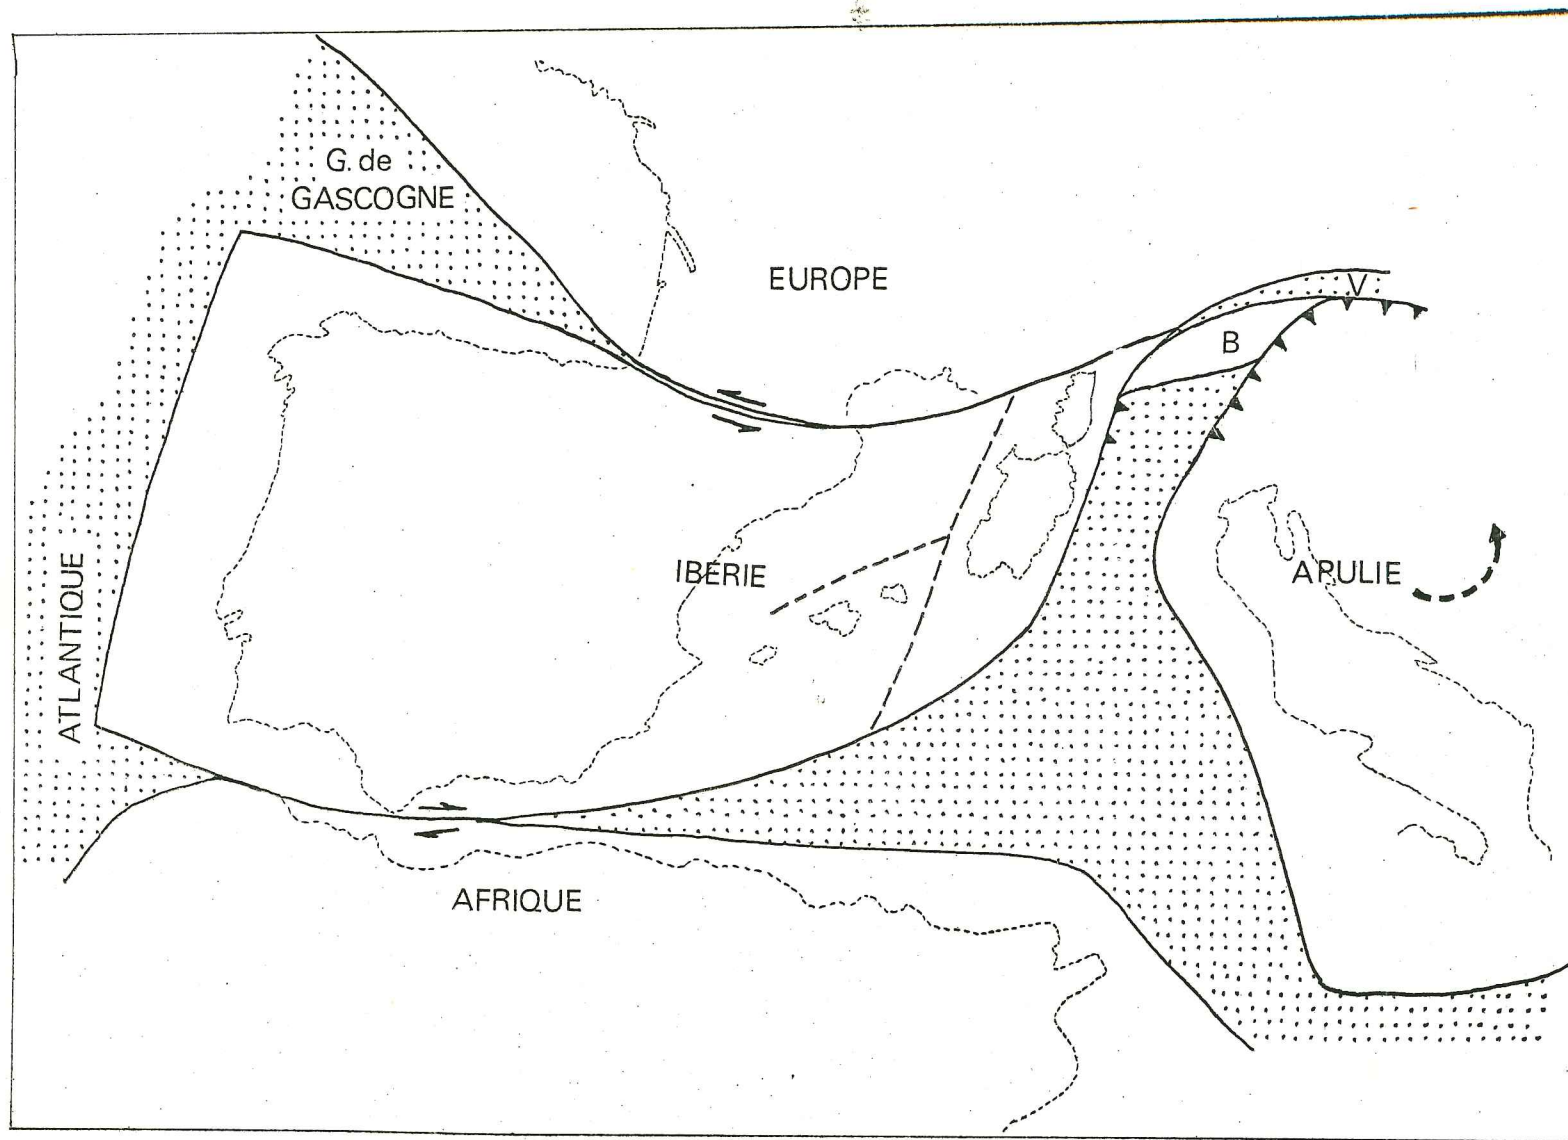 G. de
GASCOGNE
EUROPE
V
B
IBERIE
APULIE
ATLANTIQUE
AFRIQUE